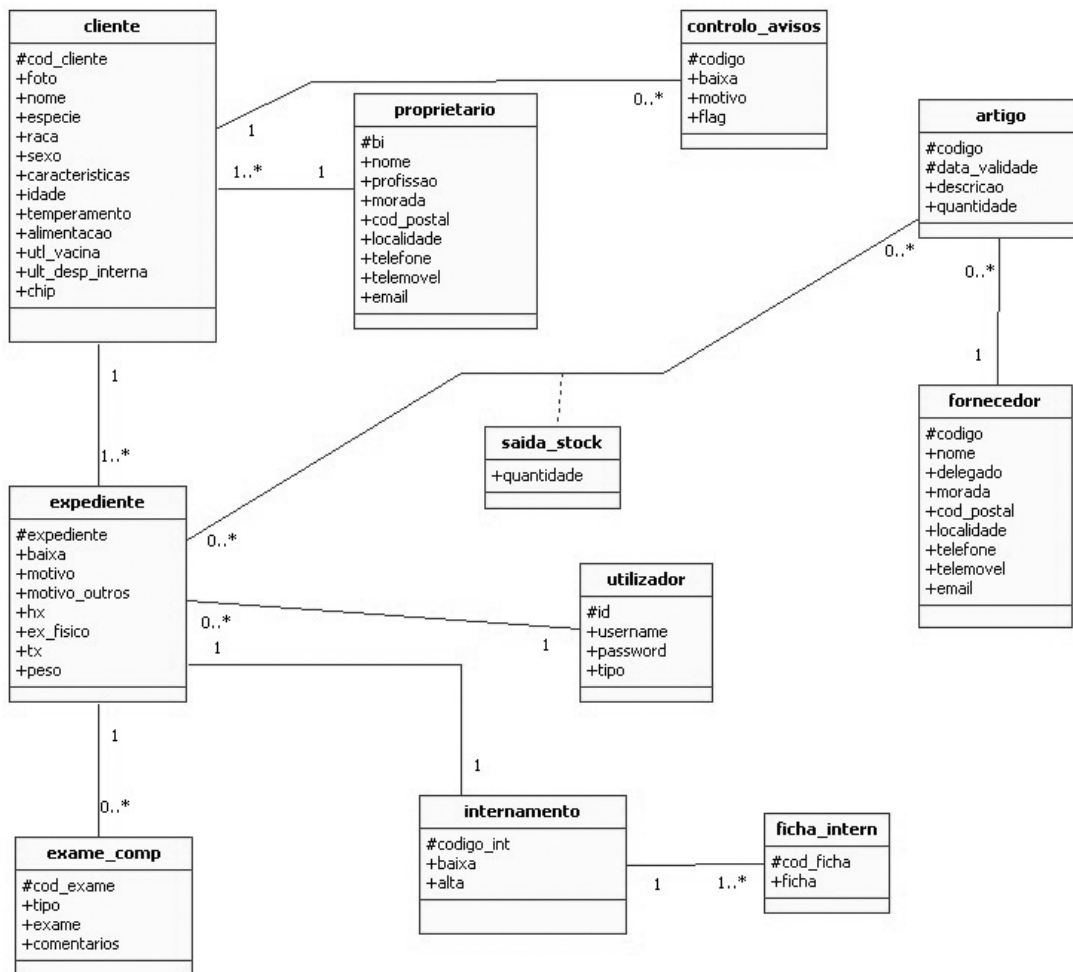 cliente
#cod_cliente
+foto
+nome
+especie
+raca
+sexo
+caracteristicas
+idade
+temperamento
+alimentacao
+utl_vacina
+ult_desp_interna
+chip
controlo_avisos
#codigo
+baixa
+motivo
+flag
1
0..*
proprietario
#bi
+nome
+profissao
+morada
+cod_postal
+localidade
+telefone
+telemovel
+email
1..*
1
artigo
#codigo
#data_validade
+descricao
+quantidade
0..*
0..*
1
fornecedor
#codigo
+nome
+delegado
+morada
+cod_postal
+localidade
+telefone
+telemovel
+email
1
1..*
saida_stock
+quantidade
expediente
#expediente
+baixa
+motivo
+motivo_outros
+hx
+ex_fisico
+tx
+peso
0..*
0..*
1
utilizador
#id
+username
+password
+tipo
1
1
1
0..*
internamento
#codigo_int
+baixa
+alta
1
1..*
ficha_intern
#cod_ficha
+ficha
exame_comp
#cod_exame
+tipo
+exame
+comentarios